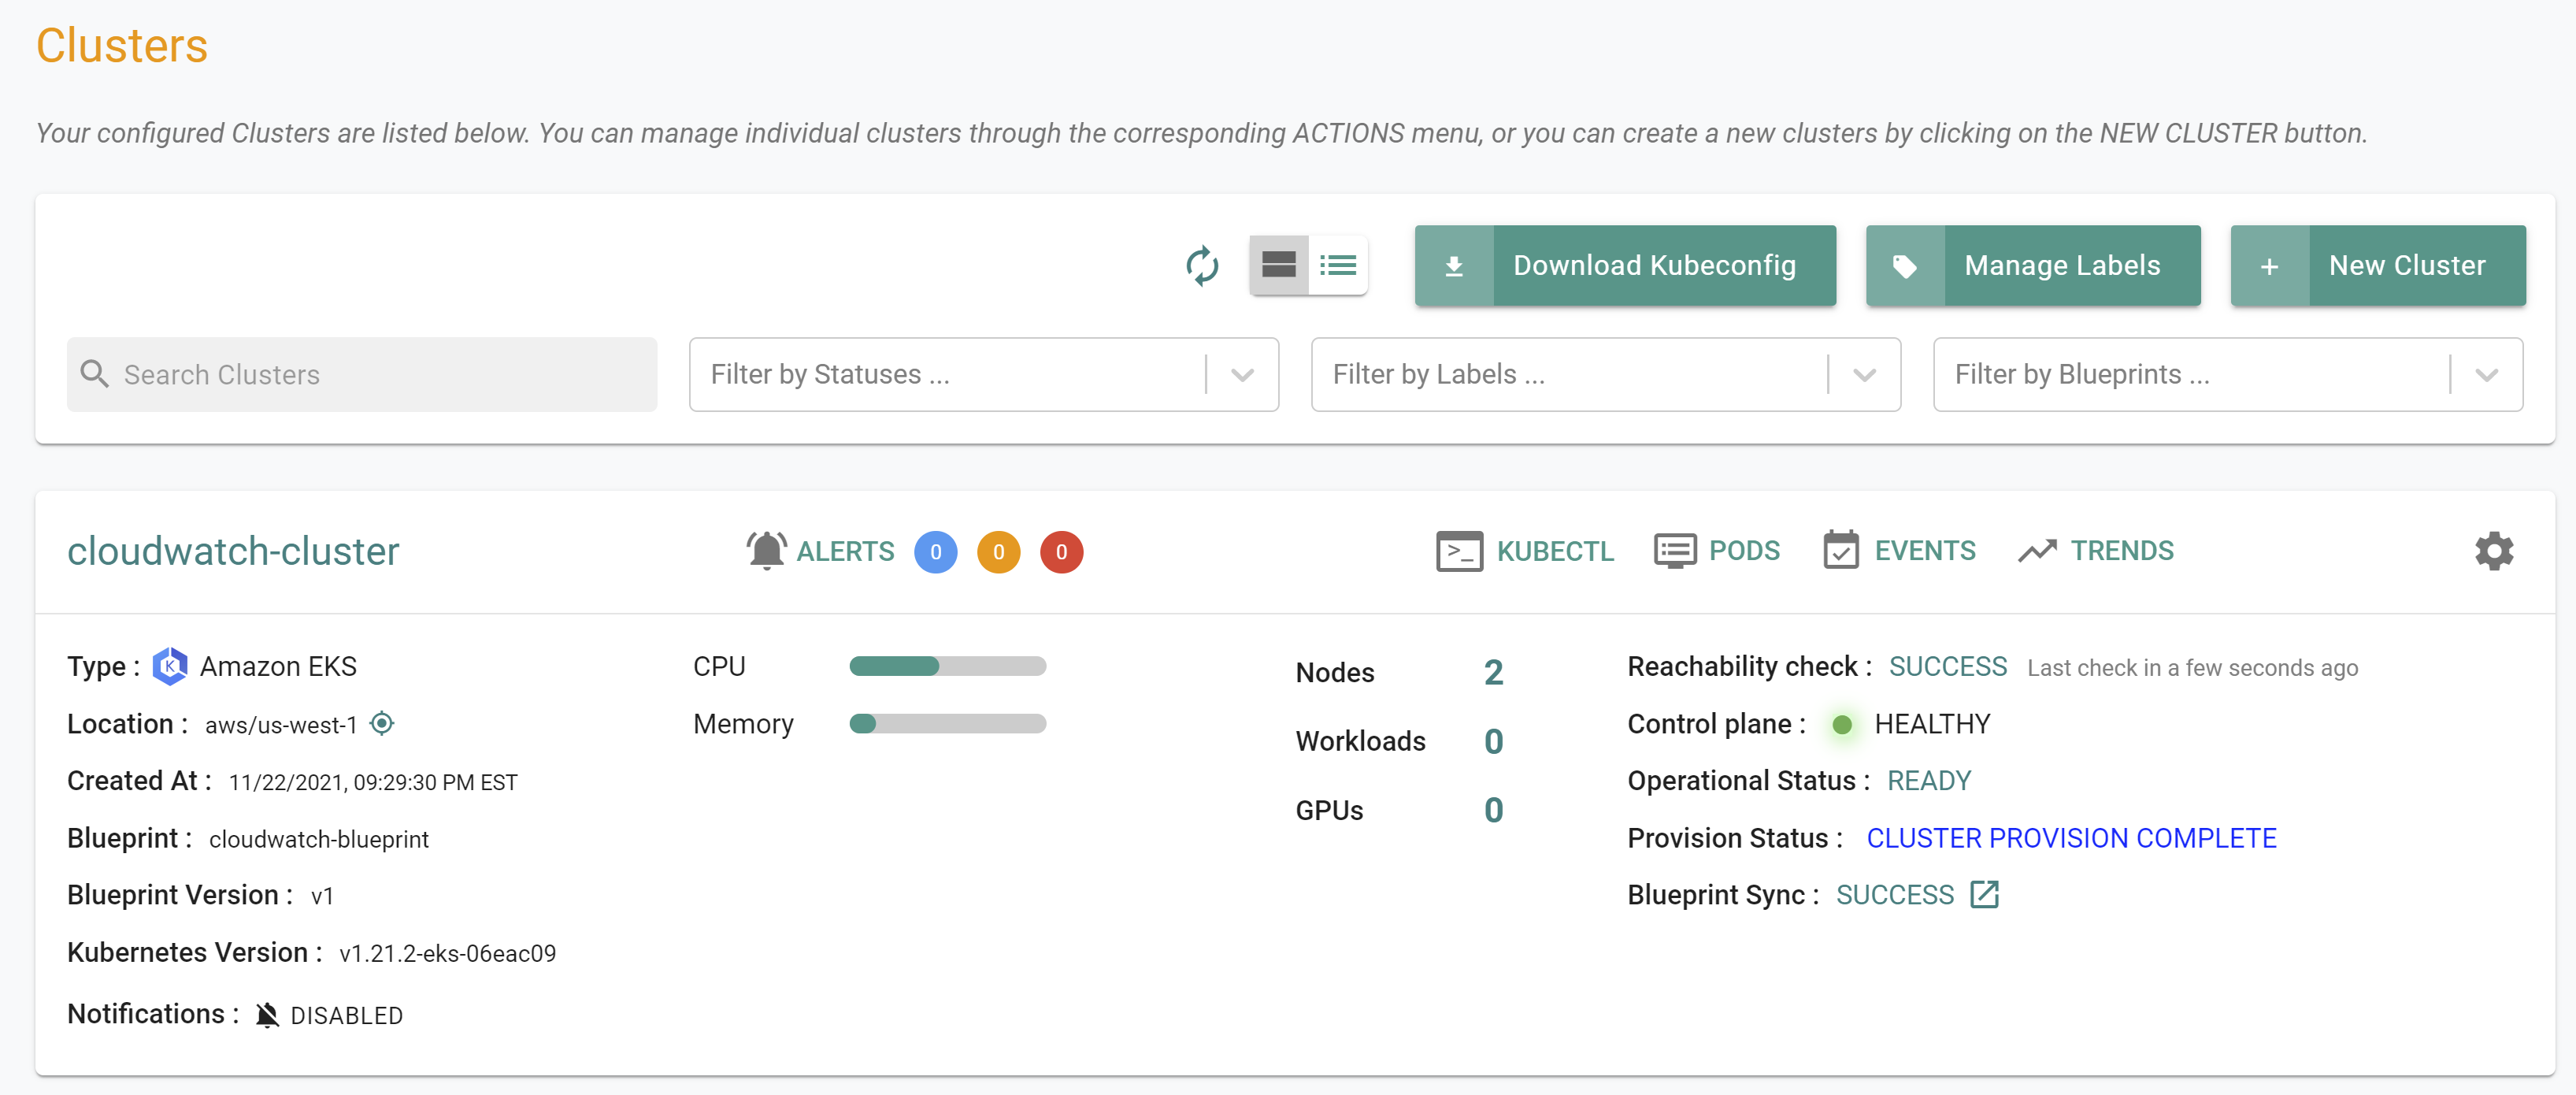 Clusters
Your configured Clusters are listed below. You can manage individual clusters through the corresponding ACTIONS menu, or you can create a new clusters by clicking on the NEW CLUSTER button.
Download Kubeconfig
Manage Labels
+ New Cluster
Search Clusters
Filter by Statuses ...
Filter by Labels ...
Filter by Blueprints ...
cloudwatch-cluster
ALERTS 0 0 0
>_ KUBECTL
PODS
EVENTS
TRENDS
Type : K Amazon EKS
Location : aws/us-west-1
Created At : 11/22/2021, 09:29:30 PM EST
Blueprint : cloudwatch-blueprint
Blueprint Version : v1
Kubernetes Version : v1.21.2-eks-06eac09
Notifications : DISABLED
CPU
Memory
Nodes 2
Workloads 0
GPUs 0
Reachability check : SUCCESS Last check in a few seconds ago
Control plane : HEALTHY
Operational Status : READY
Provision Status : CLUSTER PROVISION COMPLETE
Blueprint Sync : SUCCESS